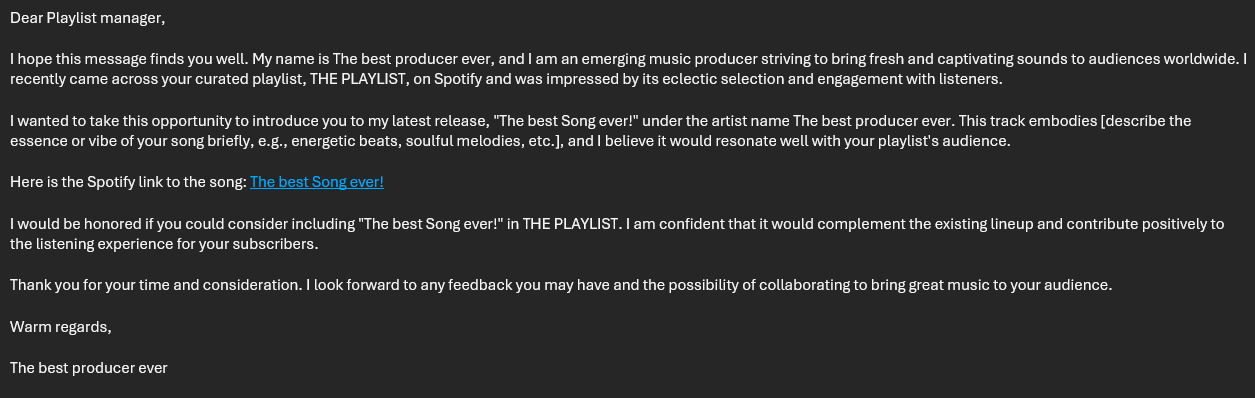 Dear Playlist manager,
I hope this message finds you well. My name is The best producer ever, and I am an emerging music producer striving to bring fresh and captivating sounds to audiences worldwide. I
recently came across your curated playlist, THE PLAYLIST, on Spotify and was impressed by its eclectic selection and engagement with listeners.
I wanted to take this opportunity to introduce you to my latest release, "The best Song ever!" under the artist name The best producer ever. This track embodies [describe the
essence or vibe of your song briefly, e.g., energetic beats, soulful melodies, etc.], and I believe it would resonate well with your playlist's audience.
Here is the Spotify link to the song: The best Song ever!
I would be honored if you could consider including "The best Song ever!" in THE PLAYLIST. I am confident that it would complement the existing lineup and contribute positively to
the listening experience for your subscribers.
Thank you for your time and consideration. I look forward to any feedback you may have and the possibility of collaborating to bring great music to your audience.
Warm regards,
The best producer ever